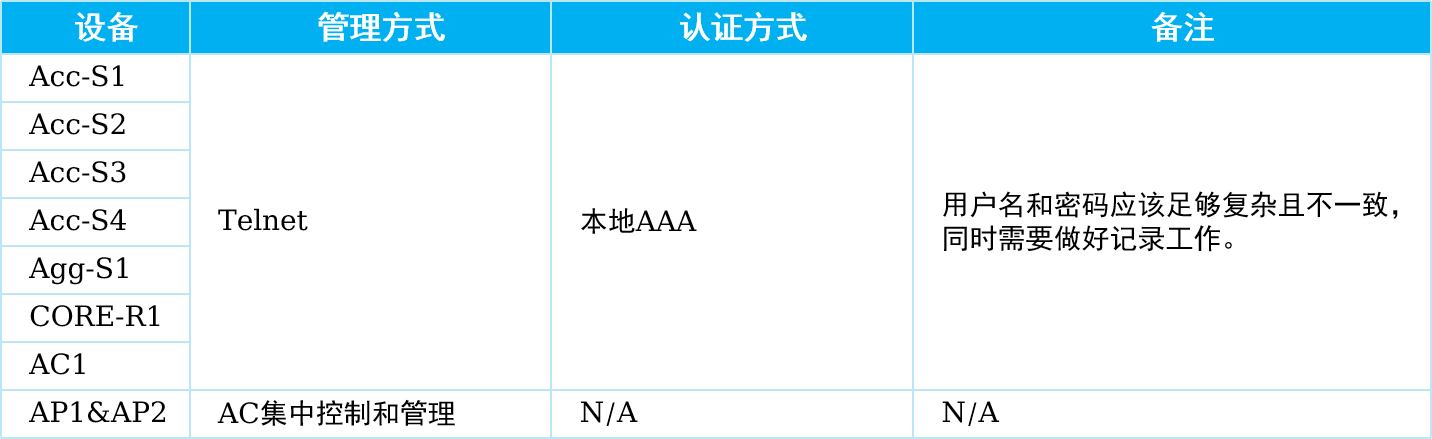 设备 管理方式 认证方式 备注
Acc-S1
Acc-S2
Acc-S3
Acc-S4
Agg-S1
CORE-R1
AC1
Telnet
本地AAA
用户名和密码应该足够复杂且不一致，
同时需要做好记录工作。
AP1&AP2 AC集中控制和管理 N/A N/A